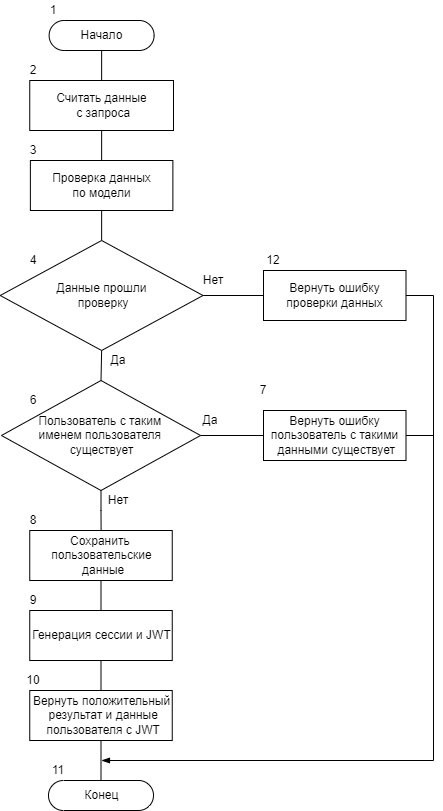 1
Начало
2
Считать данные
с запроса
3
Проверка данных
по модели
4
Данные прошли
проверку
Нет
12
Вернуть ошибку
проверки данных
Да
6
Пользователь с таким
именем пользователя
существует
Да
7
Вернуть ошибку
пользователь с такими
данными существует
Нет
8
Сохранить
пользовательские
данные
9
Генерация сессии и JWT
10
Вернуть положительный
результат и данные
пользователя с JWT
11
Конец